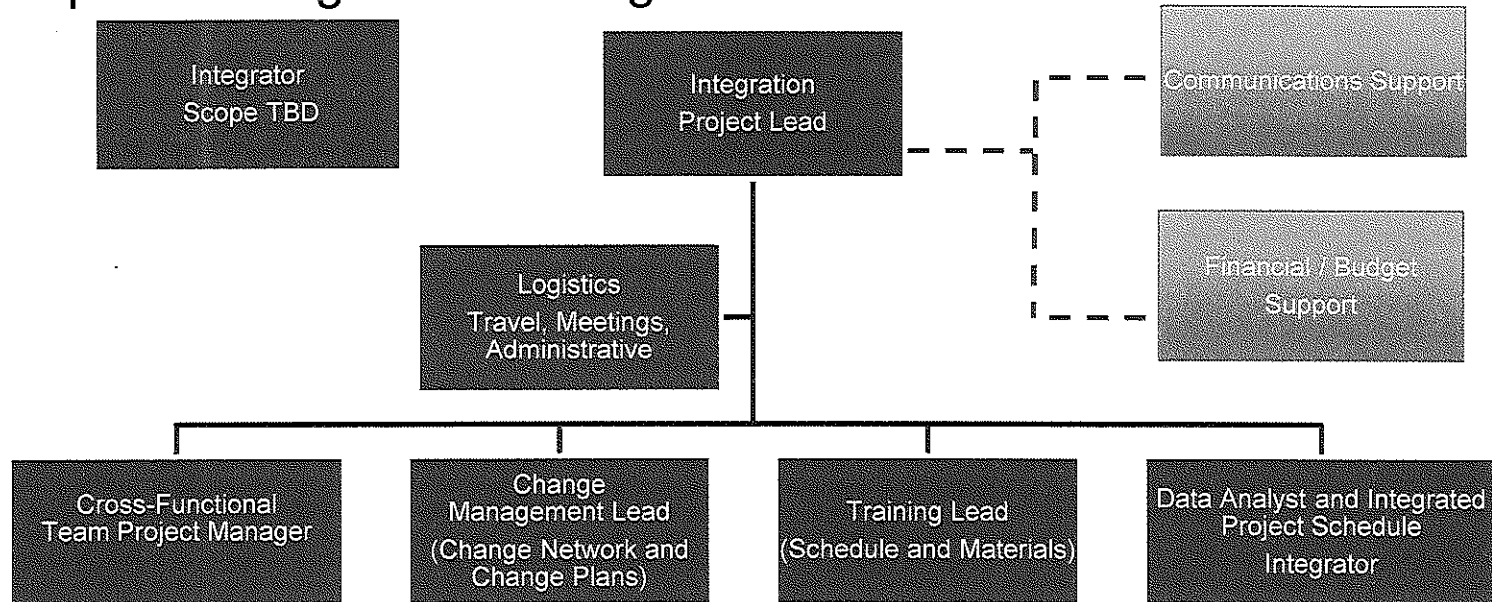 Integrator
Scope TBD
Integration
Project Lead
Communications Support
Financial / Budget
Support
Logistics
Travel, Meetings,
Administrative
Cross-Functional
Team Project Manager
Change
Management Lead
(Change Network and
Change Plans)
Training Lead
(Schedule and Materials)
Data Analyst and Integrated
Project Schedule
Integrator